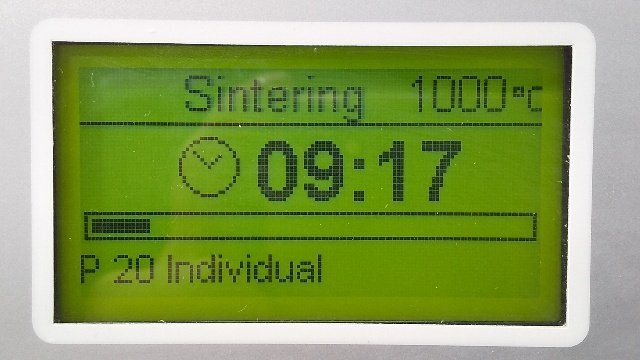 Sintering 1000°C
09:17
P 20 Individual